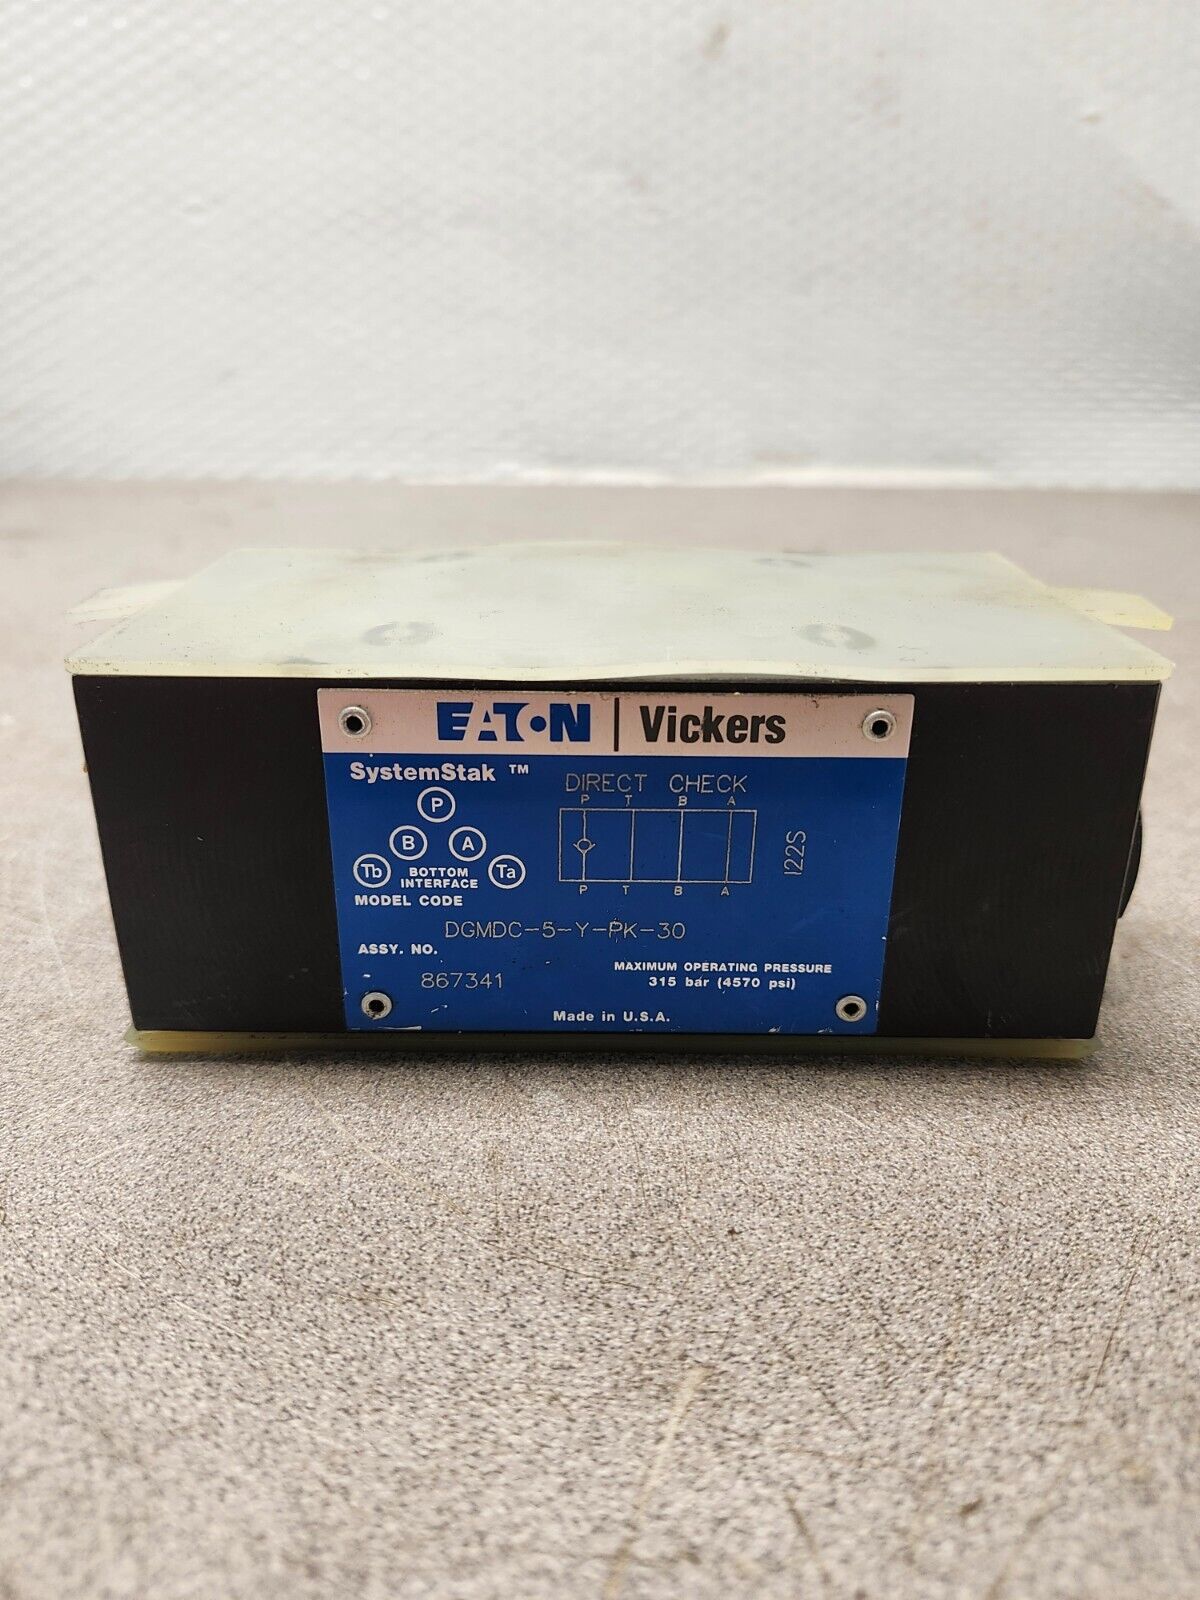 EATON | Vickers
SystemStak ™
DIRECT CHECK
P T B A
P
B A
Tb BOTTOM INTERFACE Ta
P T B A
122S
MODEL CODE
DGMDC-5-Y-PK-30
ASSY. NO.
867341
MAXIMUM OPERATING PRESSURE
315 bar (4570 psi)
Made in U.S.A.